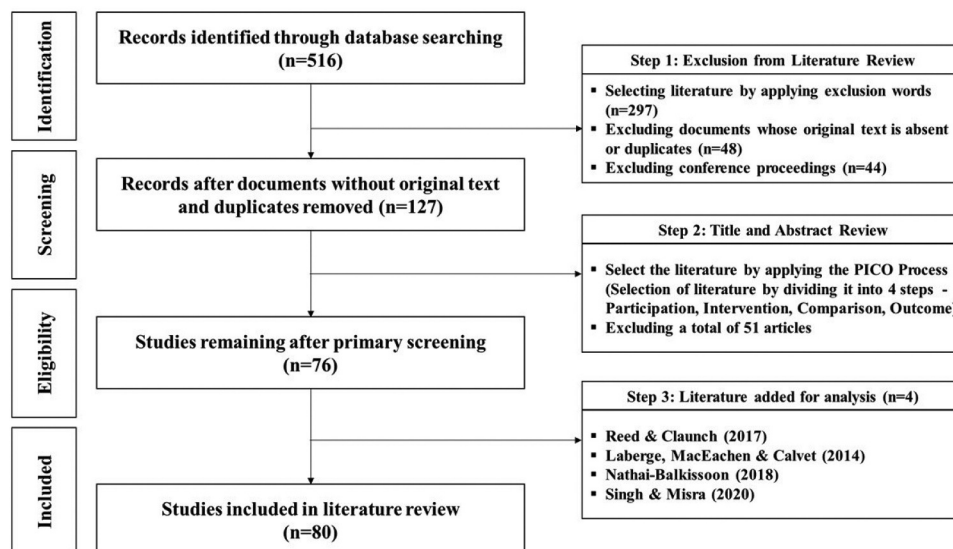 Identification
Records identified through database searching
(n=516)
Step 1: Exclusion from Literature Review
▪ Selecting literature by applying exclusion words
(n=297)
▪ Excluding documents whose original text is absent
or duplicates (n=48)
▪ Excluding conference proceedings (n=44)
Screening
Records after documents without original text
and duplicates removed (n=127)
Step 2: Title and Abstract Review
▪ Select the literature by applying the PICO Process
(Selection of literature by dividing it into 4 steps -
Participation, Intervention, Comparison, Outcome)
▪ Excluding a total of 51 articles
Eligibility
Studies remaining after primary screening
(n=76)
Step 3: Literature added for analysis (n=4)
▪ Reed & Claunch (2017)
▪ Laberge, MacEachen & Calvet (2014)
▪ Nathai-Balkissoon (2018)
▪ Singh & Misra (2020)
Included
Studies included in literature review
(n=80)